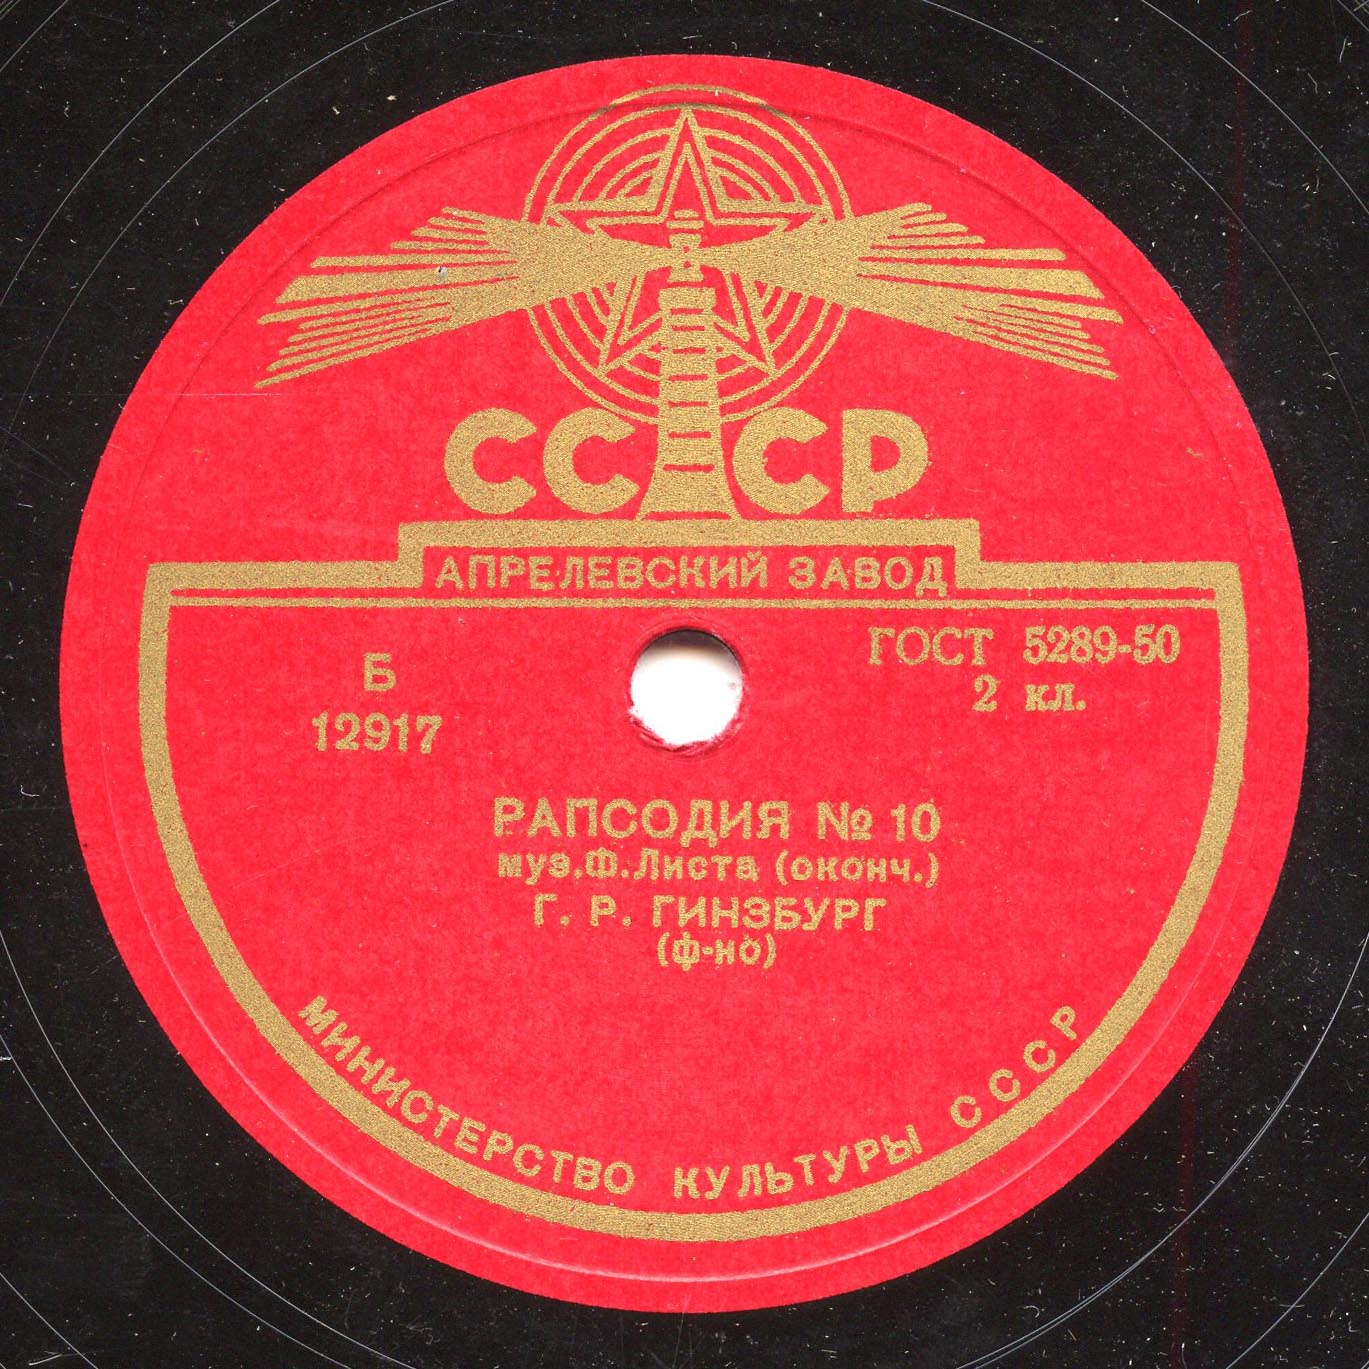 СССР
АПРЕЛЕВСКИЙ ЗАВОД
ГОСТ 5289-50
2 кл.
Б
12917
РАПСОДИЯ № 10
муз.Ф.Листа (оконч.)
Г. Р. ГИНЗБУРГ
(ф-но)
МИНИСТЕРСТВО КУЛЬТУРЫ СССР